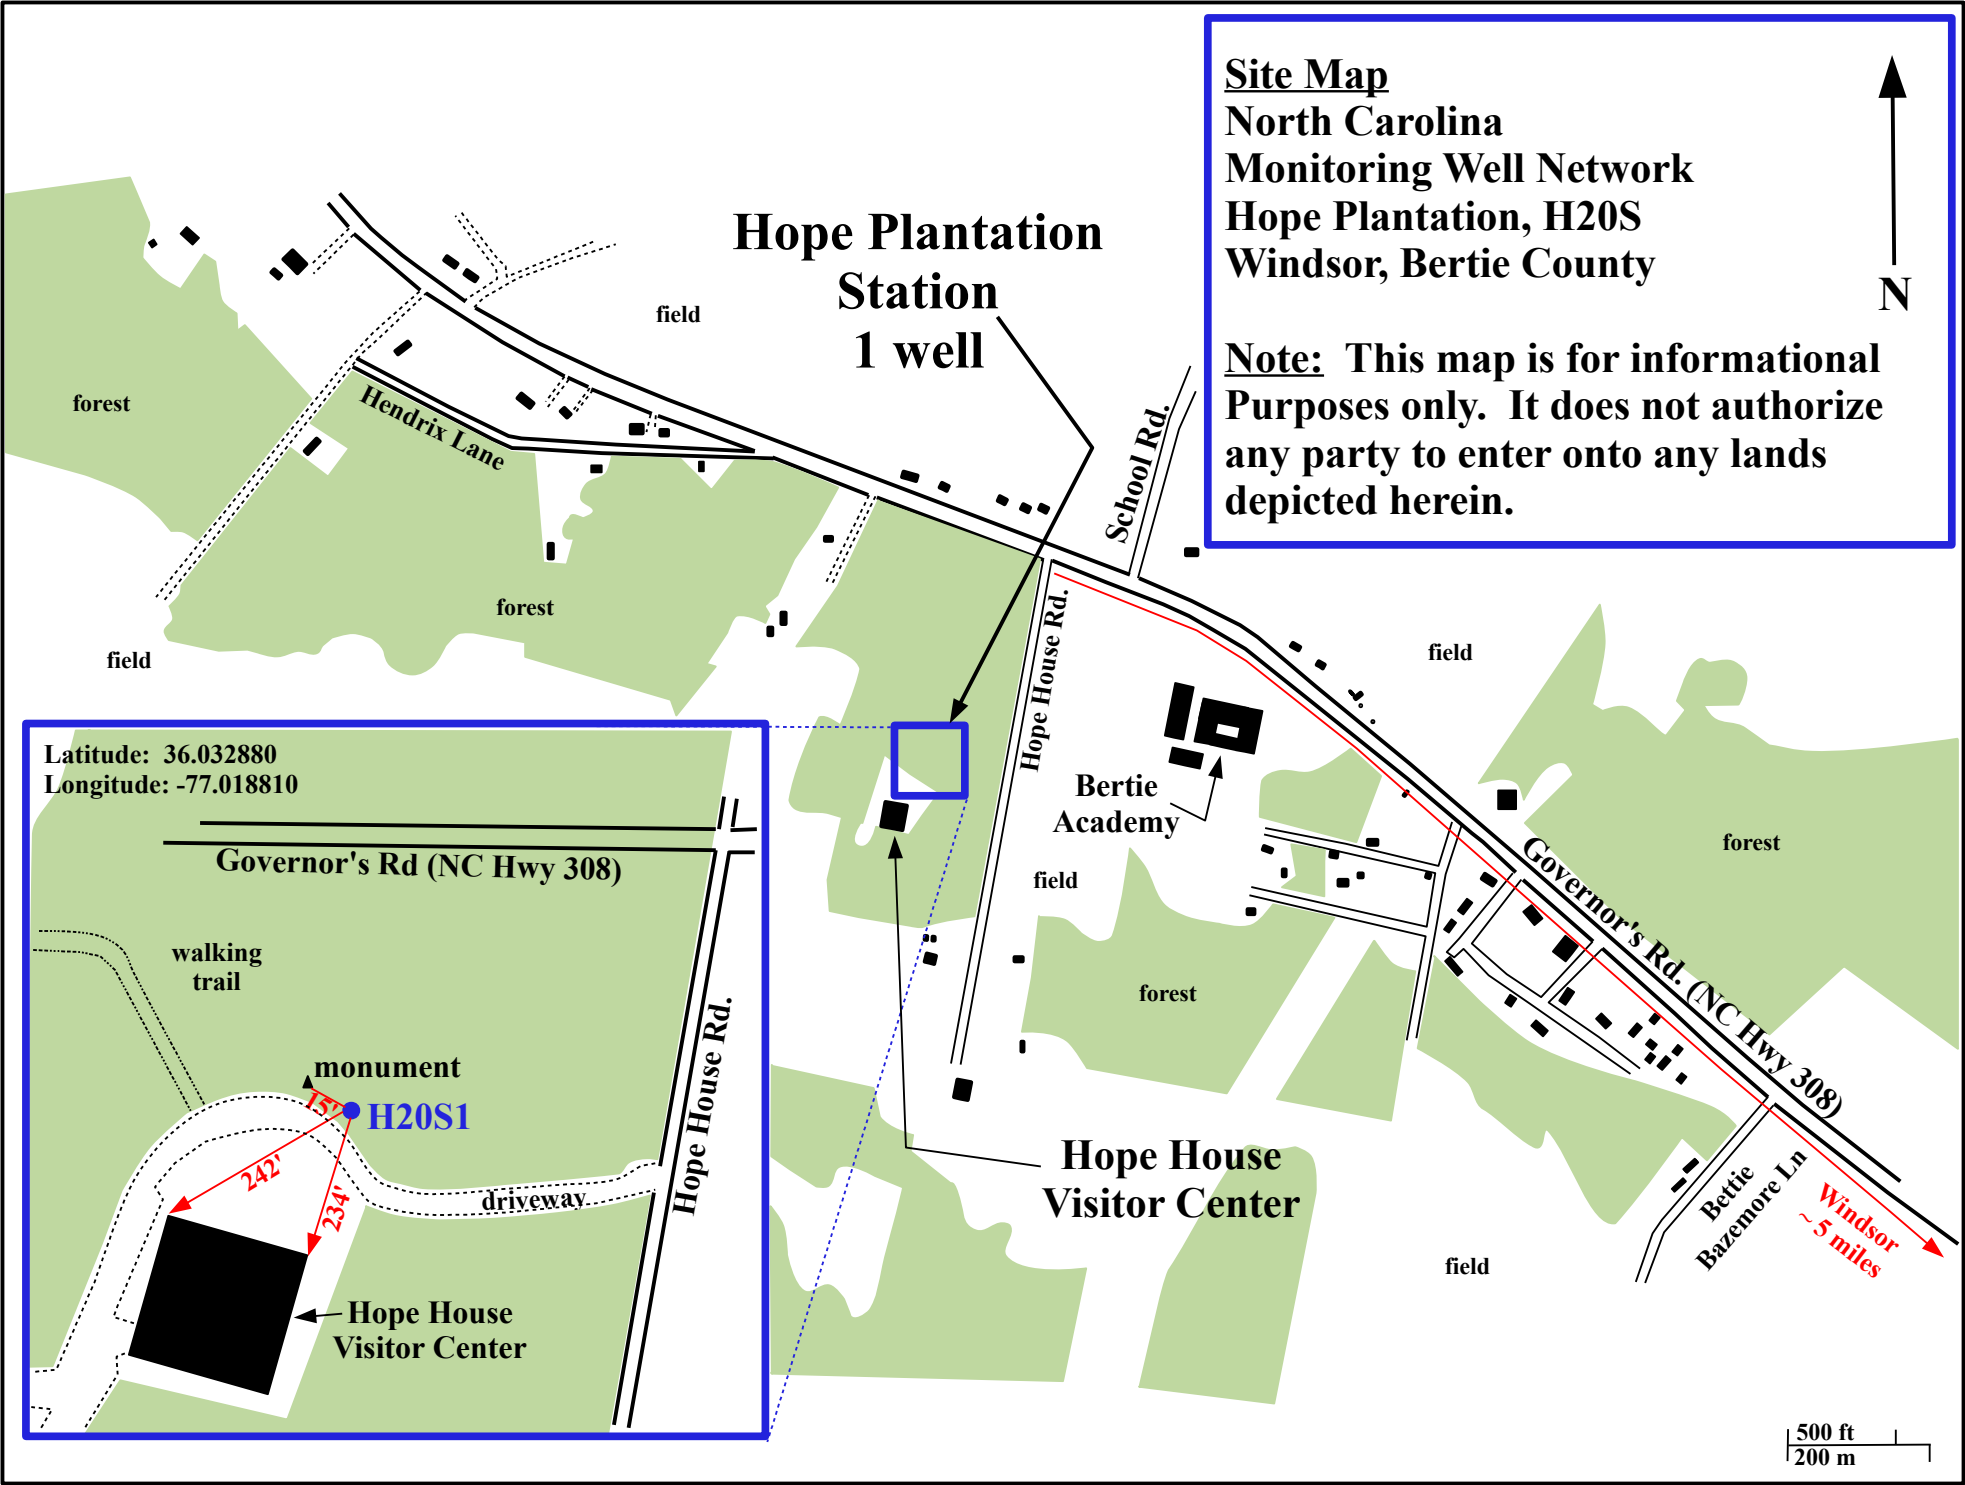 Site Map
North Carolina
Monitoring Well Network
Hope Plantation, H20S
Windsor, Bertie County
N
Note:  This map is for informational
Purposes only.  It does not authorize
any party to enter onto any lands
depicted herein.
Hope Plantation
Station
1 well
field
forest
Hendrix Lane
School Rd.
forest
field
Hope House Rd.
field
Bertie
Academy
field
forest
Governor's Rd. (NC Hwy 308)
forest
Hope House
Visitor Center
field
Bettie
Bazemore Ln
Windsor
~ 5 miles
500 ft
200 m
Latitude:  36.032880
Longitude: -77.018810
Governor's Rd (NC Hwy 308)
walking
trail
monument
15'
H20S1
242'
234'
driveway
Hope House Rd.
Hope House
Visitor Center